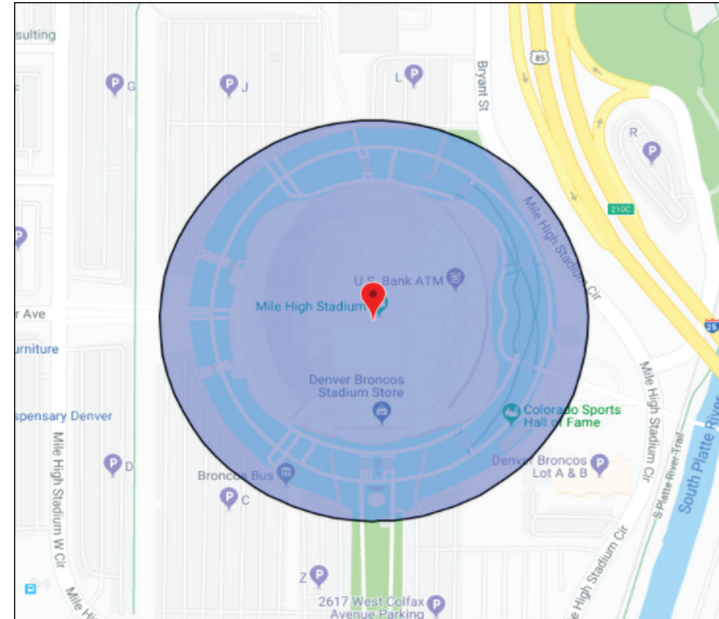 sulting
G
J
L
Bryant St
85
R
210C
Mile High Stadium Cir
U.S. Bank ATM
Mile High Stadium
r Ave
25
urniture
Denver Broncos
Stadium Store
spensary Denver
Colorado Sports
Hall of Fame
Mile High Stadium W Cir
D
Broncos Bus
C
Denver Broncos
Lot A & B
Mile High Stadium Cir
S Platte River Trail
South Platte River
Z
2617 West Colfax
Avenue Parking
Mile Hi
e High Stadium Cir